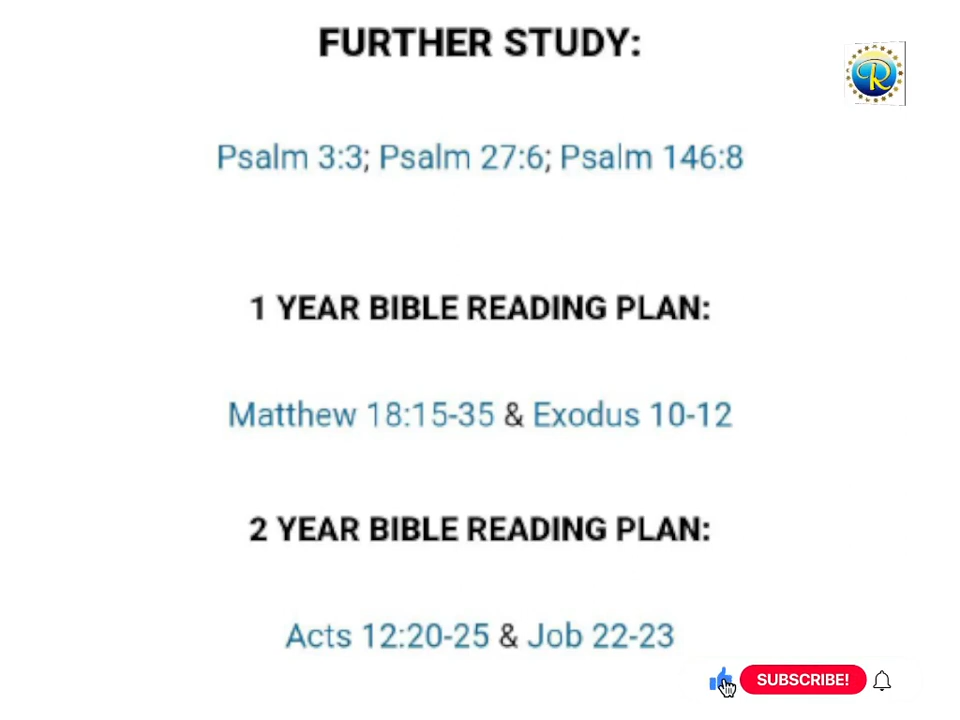 FURTHER STUDY:
R
Psalm 3:3; Psalm 27:6; Psalm 146:8
1 YEAR BIBLE READING PLAN:
Matthew 18:15-35 & Exodus 10-12
2 YEAR BIBLE READING PLAN:
Acts 12:20-25 & Job 22-23
SUBSCRIBE!